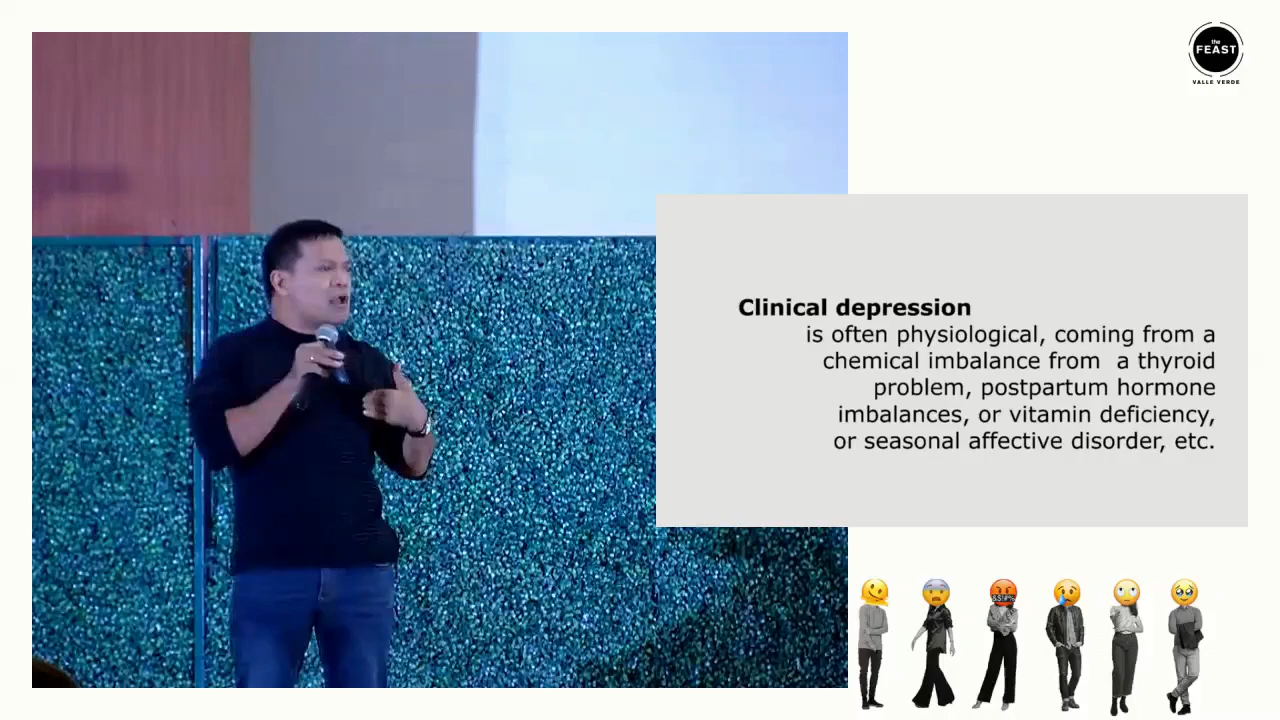 the
FEAST
VALLE VERDE
Clinical depression
is often physiological, coming from a
chemical imbalance from  a thyroid
problem, postpartum hormone
imbalances, or vitamin deficiency,
or seasonal affective disorder, etc.
&$!#%